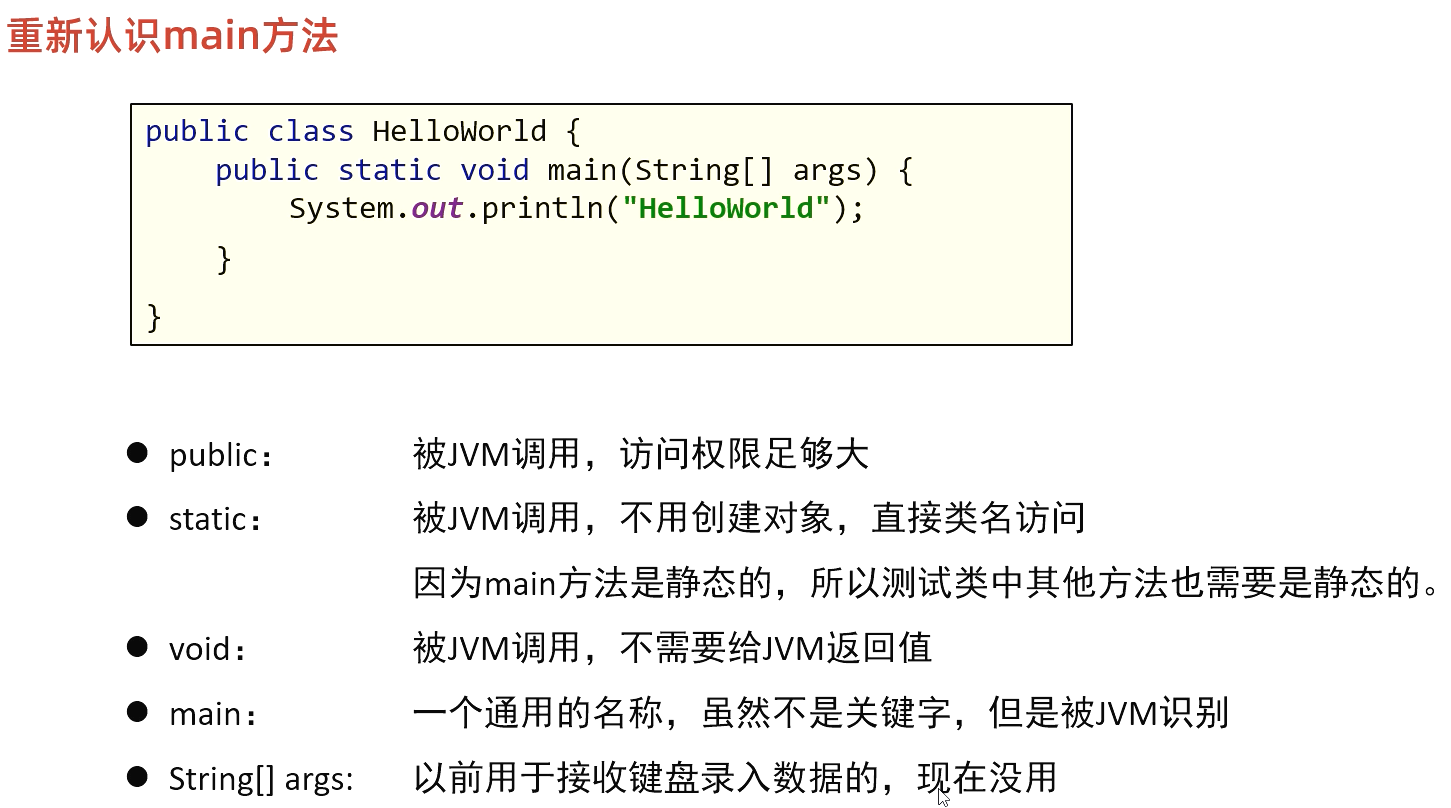 重新认识main方法
public class HelloWorld {
public static void main(String[] args) {
System.out.println("HelloWorld");
}
}
● public： 被JVM调用，访问权限足够大
● static： 被JVM调用，不用创建对象，直接类名访问
因为main方法是静态的，所以测试类中其他方法也需要是静态的。
● void： 被JVM调用，不需要给JVM返回值
● main： 一个通用的名称，虽然不是关键字，但是被JVM识别
● String[] args: 以前用于接收键盘录入数据的，现在没用